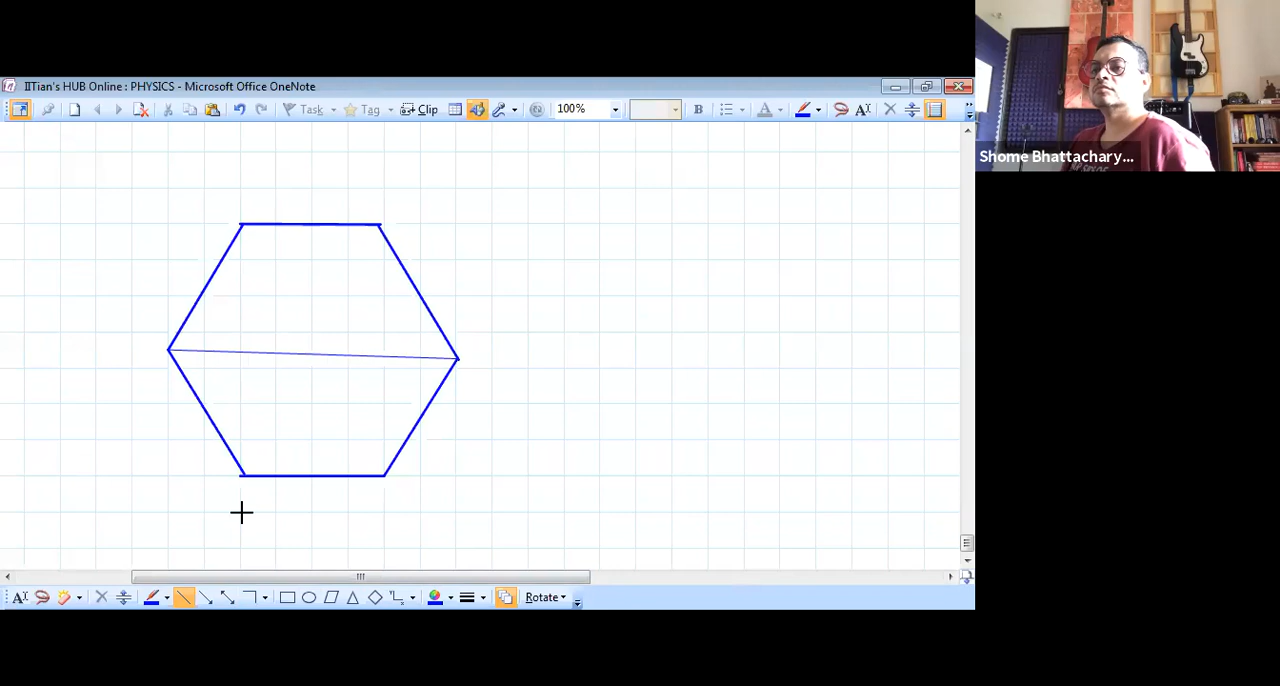 IITian's HUB Online : PHYSICS - Microsoft Office OneNote
Task
Tag
Clip
100%
B
A
A
Shome Bhattachary...
A
Rotate